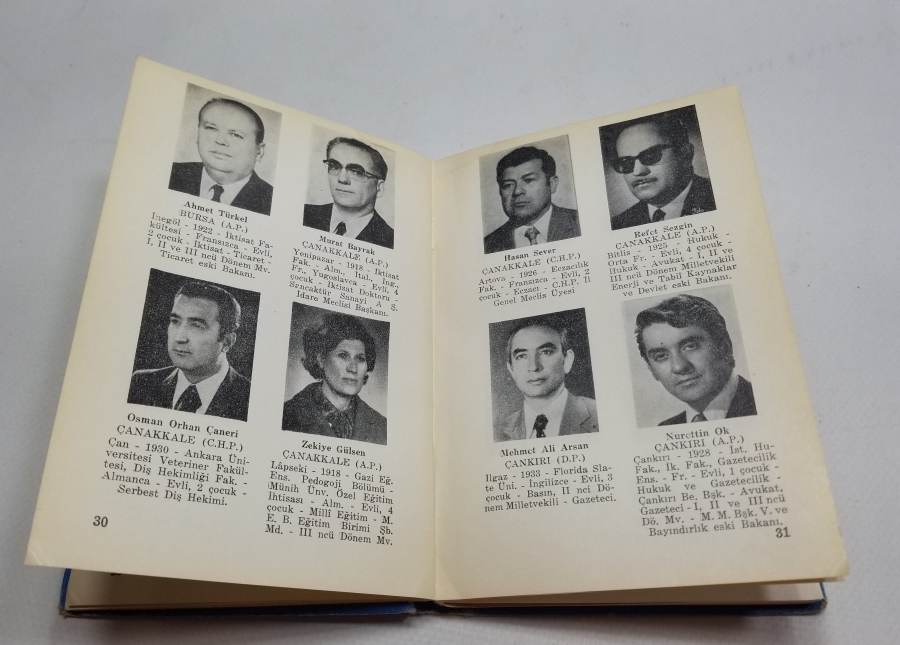 Ahmet Türkel
BURSA (A.P.)
İnegöl - 1922 - İktisat Fa-
kültesi - Fransızca - Evli,
2 çocuk - İktisat - Ticaret -
I, II ve III ncü Dönem Mv.
Ticaret eski Bakanı.
Murat Bayrak
ÇANAKKALE (A.P.)
Yenipazar - 1918 - İktisat
Fak. - Alm., İtal., İng.,
Fr., Yugoslavca - Evli, 4
çocuk - İktisat Doktoru -
Sencaktür Sanayi A. Ş.
İdare Meclisi Başkanı.
Osman Orhan Çaneri
ÇANAKKALE (C.H.P.)
Çan - 1930 - Ankara Üni-
versitesi Veteriner Fakül-
tesi, Diş Hekimliği Fak. -
Almanca - Evli, 2 çocuk -
Serbest Diş Hekimi.
Zekiye Gülsen
ÇANAKKALE (A.P.)
Lâpseki - 1918 - Gazi Eğ.
Ens. Pedogoji Bölümü -
Münih Ünv. Özel Eğitim
İhtisası - Alm. - Evli, 4
çocuk - Millî Eğitim - M.
E. B. Eğitim Birimi Şb.
Md. - III ncü Dönem Mv.
30
Hasan Sever
ÇANAKKALE (C.H.P.)
Artova - 1926 - Eczacılık
Fak. - Fransızca - Evli, 2
çocuk - Eczacı - C.H.P. İl
Genel Meclis Üyesi
Refet Sezgin
ÇANAKKALE (A.P.)
Bitlis - 1925 - Hukuk -
Orta Fr. - Evli, 4 çocuk -
Hukuk - Avukat - I, II ve
III ncü Dönem Milletvekili
Enerji ve Tabiî Kaynaklar
ve Devlet eski Bakanı.
Mehmet Ali Arsan
ÇANKIRI (D.P.)
Ilgaz - 1933 - Florida Sta-
te Üni. - İngilizce - Evli, 3
çocuk - Basın, II nci Dö-
nem Milletvekili - Gazeteci.
Nurettin Ok
ÇANKIRI (A.P.)
Çankırı - 1928 - İst. Hu-
Fak., İk. Fak., Gazetecilik
Ens. - Fr. - Evli, 1 çocuk -
Hukuk ve Gazetecilik -
Çankırı Be. Bşk. - Avukat,
Gazeteci - I, II ve III ncü
Dö. Mv. - M. M. Bşk. V. ve
Bayındırlık eski Bakanı.
31